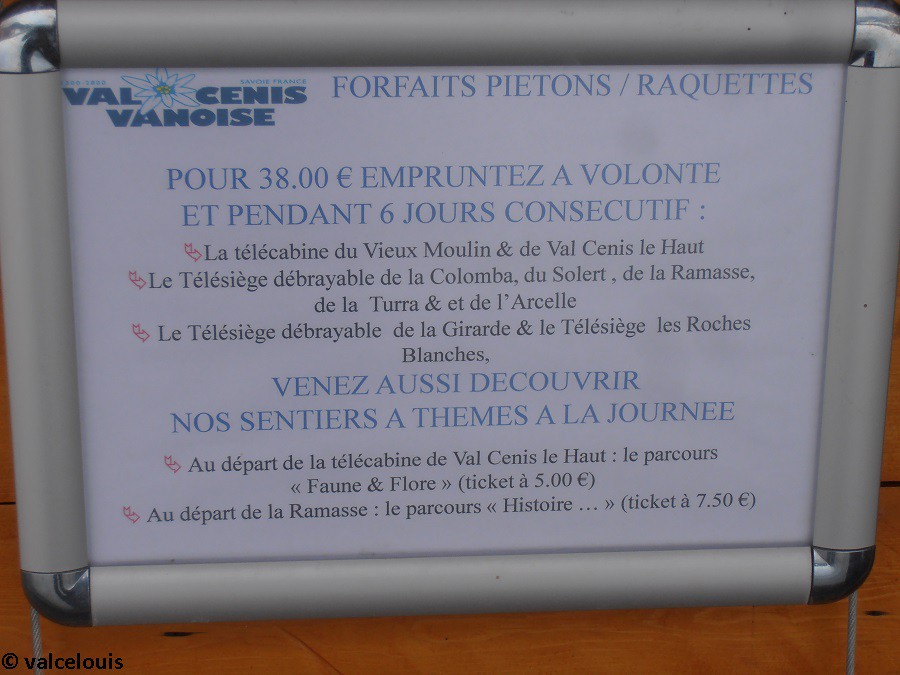 SAVOIE FRANCE
VAL CENIS
VANOISE
FORFAITS PIETONS / RAQUETTES
POUR 38.00 € EMPRUNTEZ A VOLONTE
ET PENDANT 6 JOURS CONSECUTIF :
La télécabine du Vieux Moulin & de Val Cenis le Haut
Le Télésiège débrayable de la Colomba, du Solert , de la Ramasse,
de la Turra & et de l'Arcelle
Le Télésiège débrayable de la Girarde & le Télésiège les Roches
Blanches,
VENEZ AUSSI DECOUVRIR
NOS SENTIERS A THEMES A LA JOURNEE
Au départ de la télécabine de Val Cenis le Haut : le parcours
« Faune & Flore » (ticket à 5.00 €)
Au départ de la Ramasse : le parcours « Histoire … » (ticket à 7.50 €)
© valcelouis